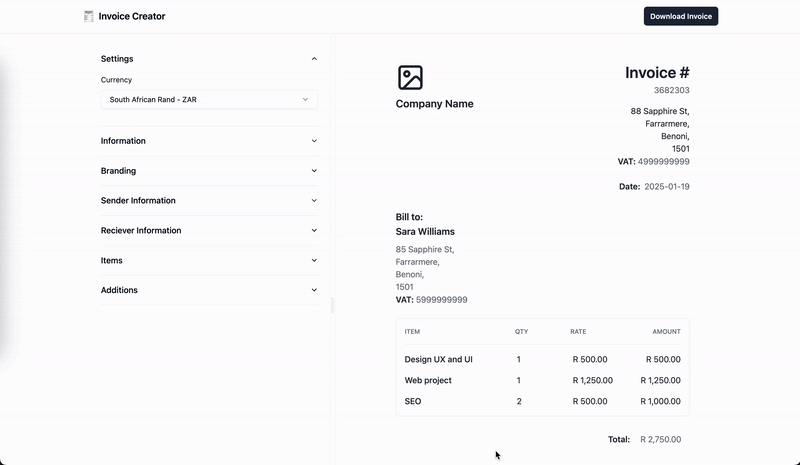 Invoice Creator
Download Invoice
Settings
Currency
South African Rand - ZAR
Information
Branding
Sender Information
Reciever Information
Items
Additions
Company Name
Invoice #
3682303
88 Sapphire St,
Farrarmere,
Benoni,
1501
VAT: 4999999999
Date: 2025-01-19
Bill to:
Sara Williams
85 Sapphire St,
Farrarmere,
Benoni,
1501
VAT: 5999999999
ITEM QTY RATE AMOUNT
Design UX and UI 1 R 500.00 R 500.00
Web project 1 R 1,250.00 R 1,250.00
SEO 2 R 500.00 R 1,000.00
Total: R 2,750.00